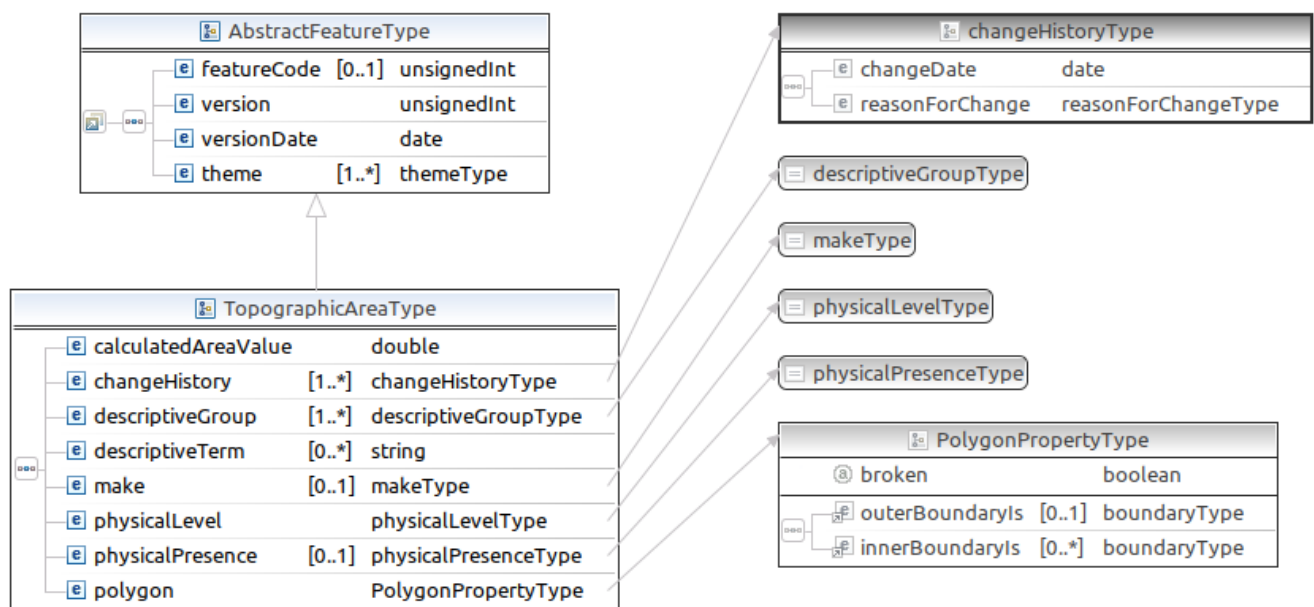 AbstractFeatureType
featureCode [0..1] unsignedInt
version unsignedInt
versionDate date
theme [1..*] themeType
TopographicAreaType
calculatedAreaValue double
changeHistory [1..*] changeHistoryType
descriptiveGroup [1..*] descriptiveGroupType
descriptiveTerm [0..*] string
make [0..1] makeType
physicalLevel physicalLevelType
physicalPresence [0..1] physicalPresenceType
polygon PolygonPropertyType
changeHistoryType
changeDate date
reasonForChange reasonForChangeType
descriptiveGroupType
makeType
physicalLevelType
physicalPresenceType
PolygonPropertyType
broken boolean
outerBoundaryIs [0..1] boundaryType
innerBoundaryIs [0..*] boundaryType